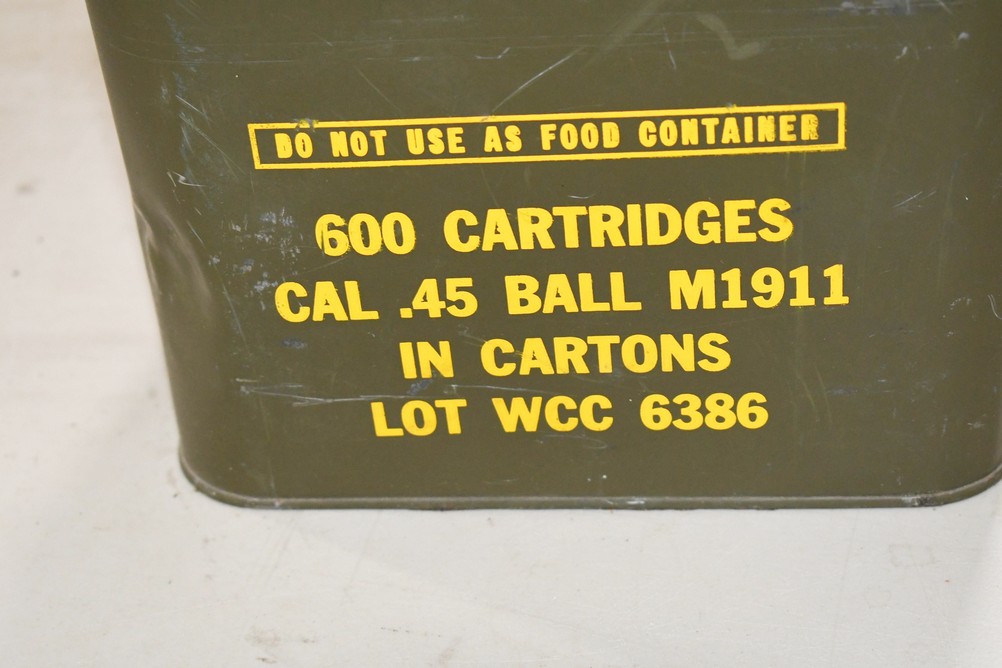 DO NOT USE AS FOOD CONTAINER
600 CARTRIDGES
CAL .45 BALL M1911
IN CARTONS
LOT WCC 6386